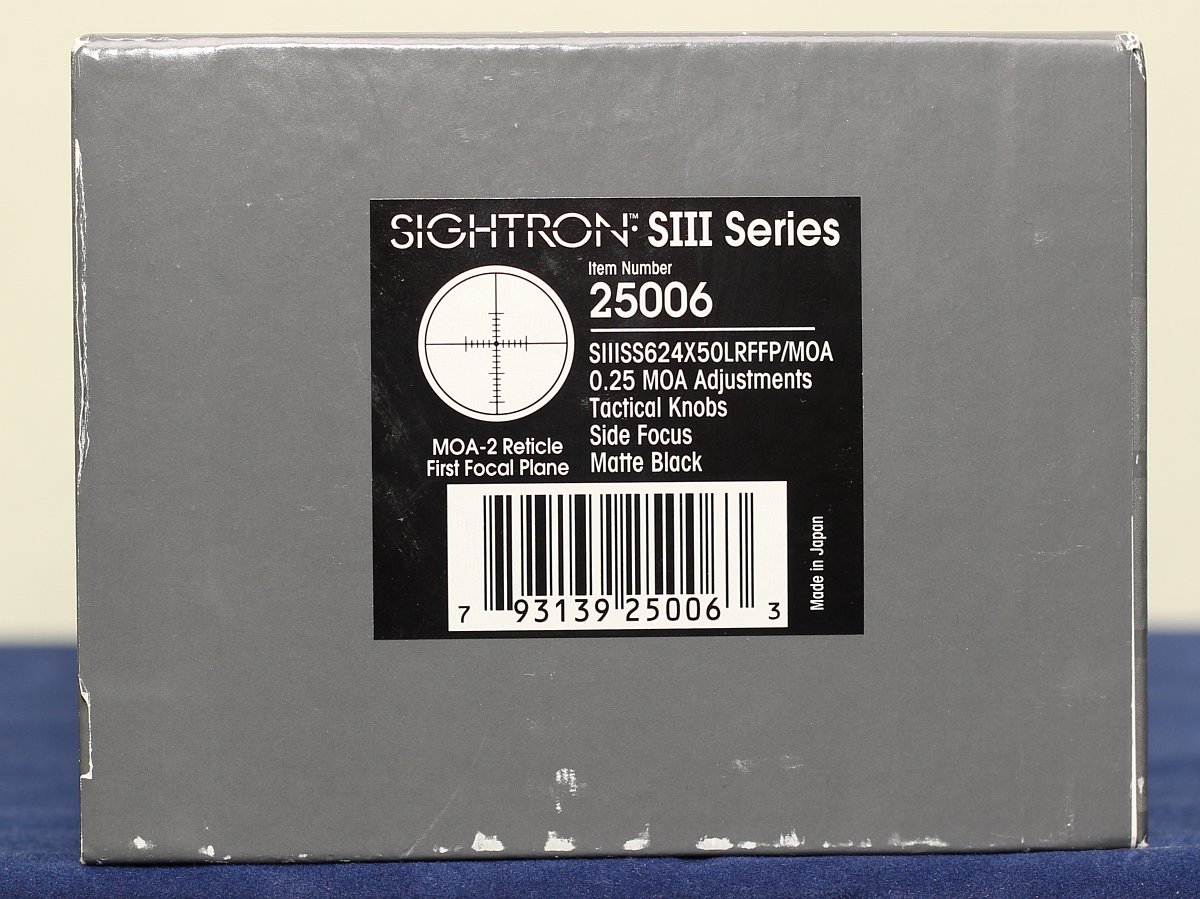 SIGHTRON™ SIII Series
Item Number
25006
SIIISS624X50LRFFP/MOA
0.25 MOA Adjustments
Tactical Knobs
Side Focus
Matte Black
MOA-2 Reticle
First Focal Plane
Made in Japan
7 93139 25006 3